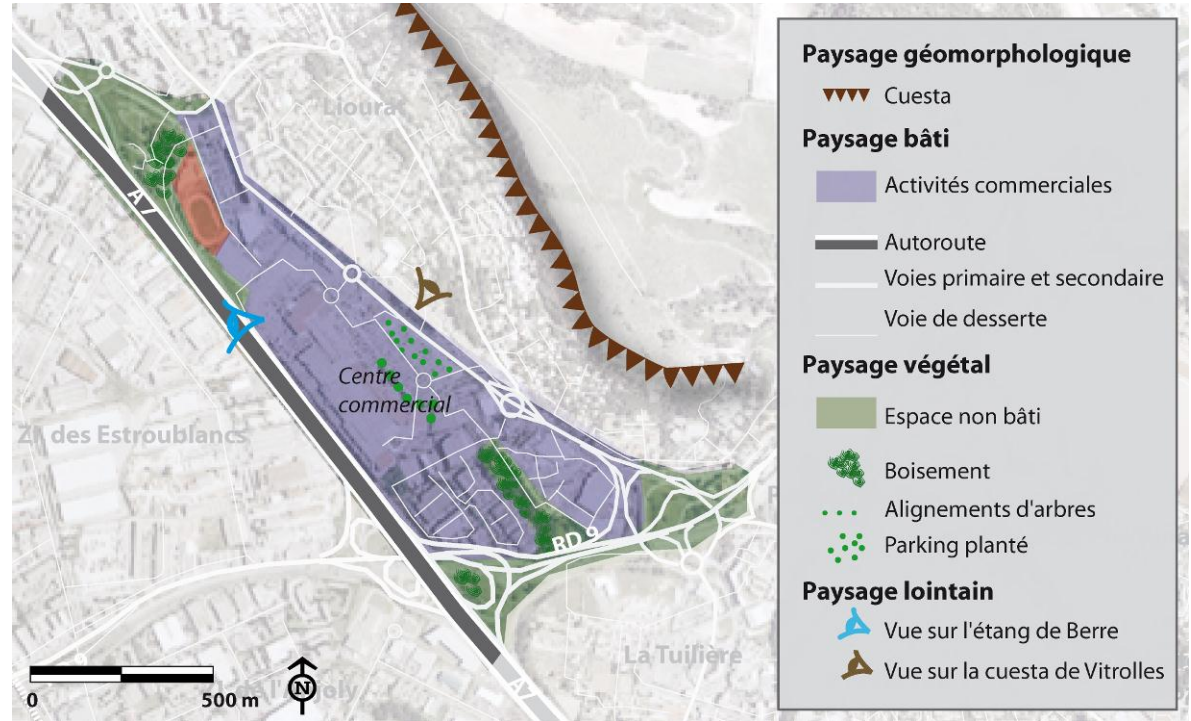 Liourat
A 7
Centre
commercial
ZI des Estroublancs
RD 9
La Tuilière
A7
0
500 m
N
Paysage géomorphologique
Cuesta
Paysage bâti
Activités commerciales
Autoroute
Voies primaire et secondaire
Voie de desserte
Paysage végétal
Espace non bâti
Boisement
Alignements d'arbres
Parking planté
Paysage lointain
Vue sur l'étang de Berre
Vue sur la cuesta de Vitrolles